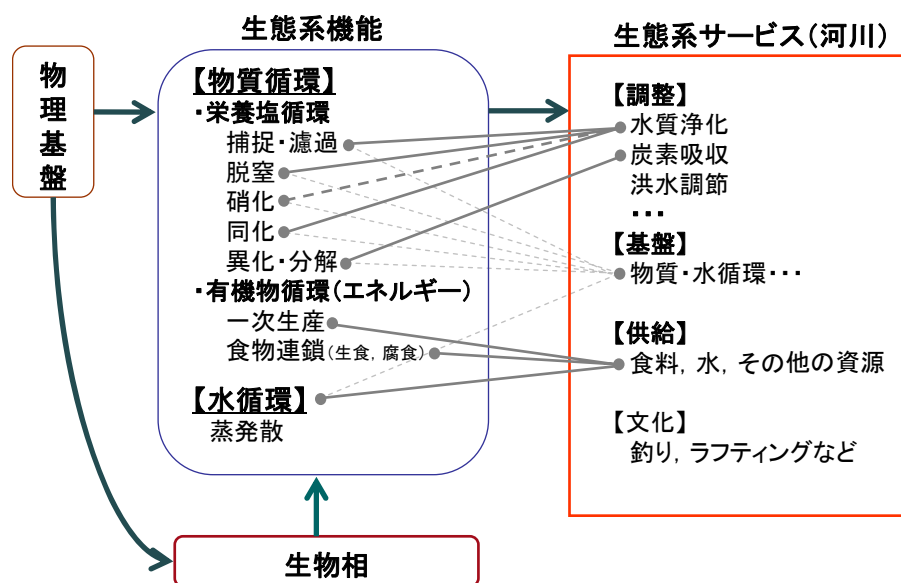 生態系機能
生態系サービス（河川）
物理基盤
【物質循環】
・栄養塩循環
捕捉・濾過
脱窒
硝化
同化
異化・分解
・有機物循環（エネルギー）
一次生産
食物連鎖（生食，腐食）
【水循環】
蒸発散
【調整】
水質浄化
炭素吸収
洪水調節
・・・
【基盤】
物質・水循環・・・
【供給】
食料，水，その他の資源
【文化】
釣り，ラフティングなど
生物相